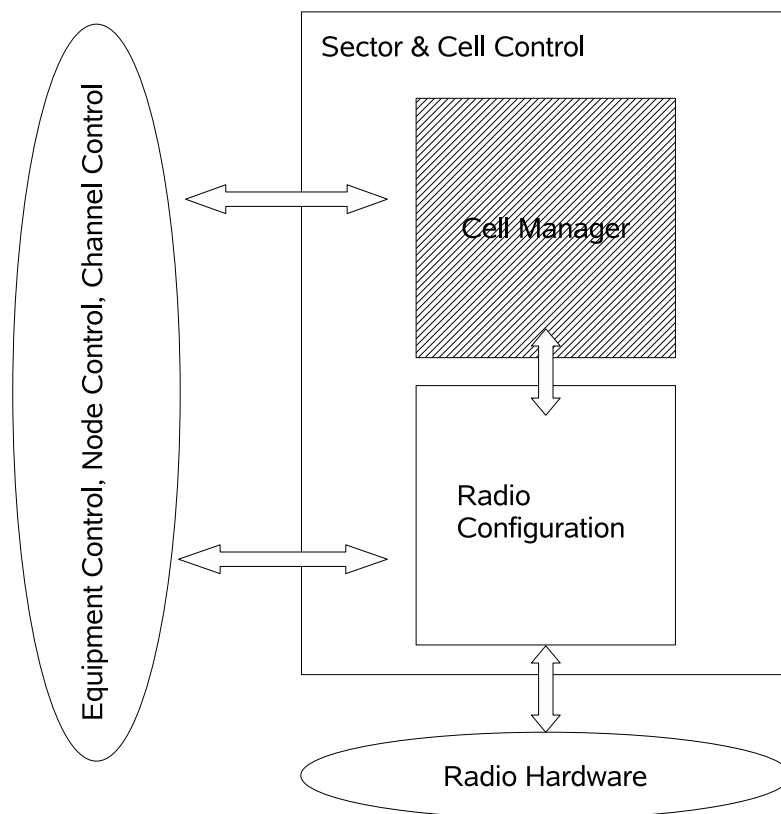 Sector & Cell Control
Equipment Control, Node Control, Channel Control
Cell Manager
Radio
Configuration
Radio Hardware